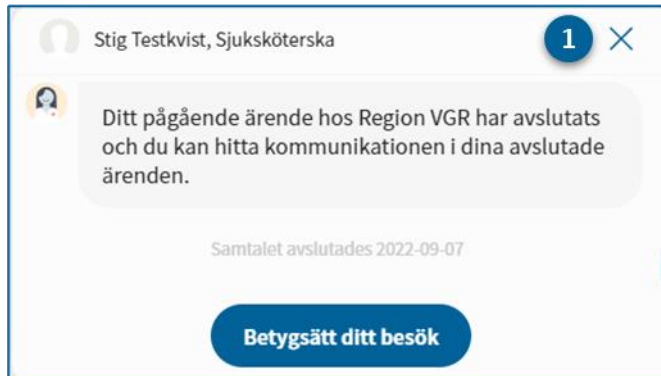 Stig Testkvist, Sjuksköterska
1
Ditt pågående ärende hos Region VGR har avslutats
och du kan hitta kommunikationen i dina avslutade
ärenden.
Samtalet avslutades 2022-09-07
Betygsätt ditt besök